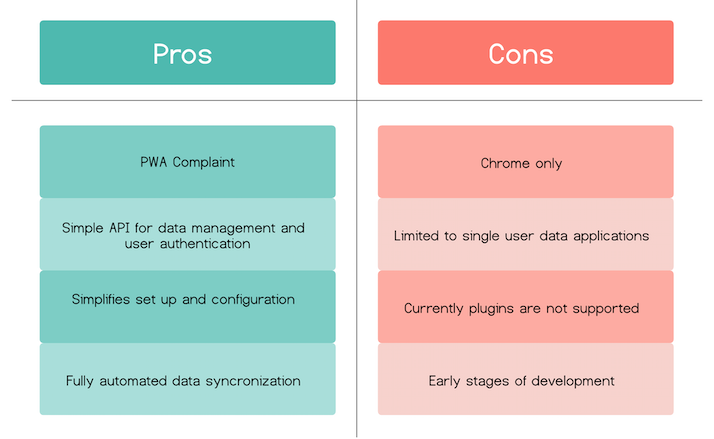 Pros
Cons
PWA Complaint
Chrome only
Simple API for data management and
user authentication
Limited to single user data applications
Simplifies set up and configuration
Currently plugins are not supported
Fully automated data syncronization
Early stages of development